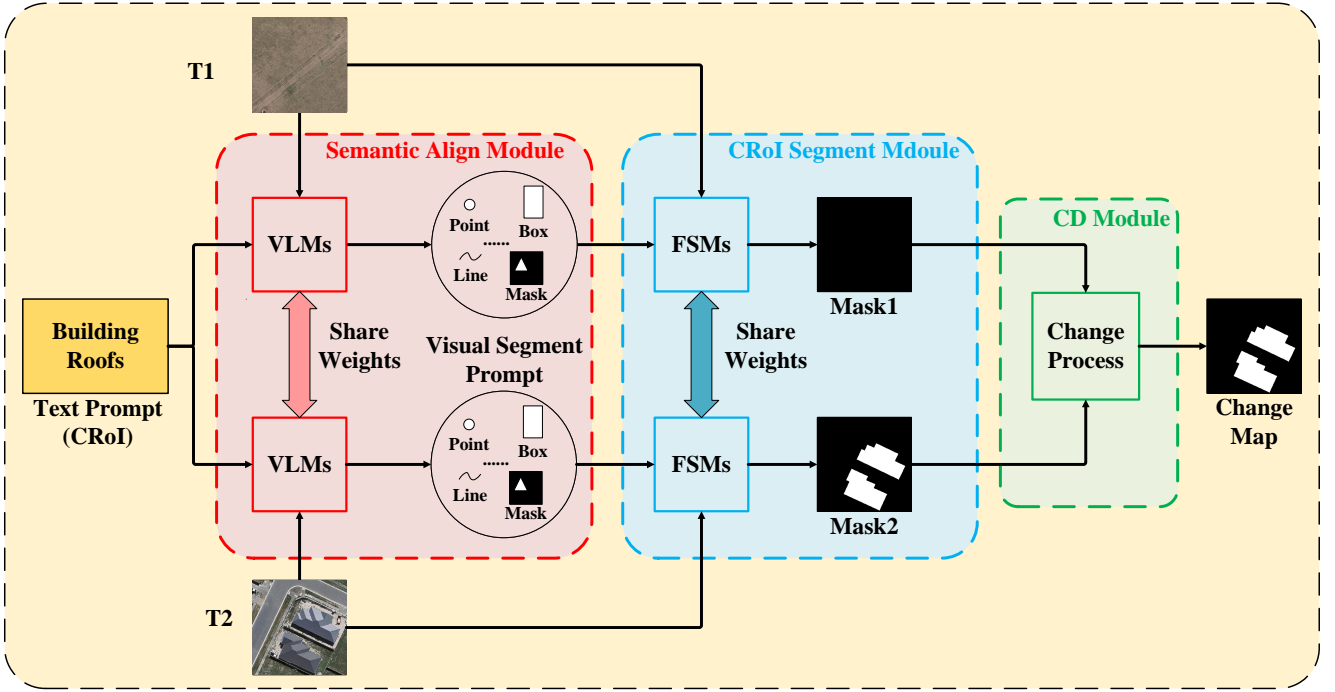 T1
Semantic Align Module
CRoI Segment Mdoule
CD Module
VLMs
Point
Box
......
Line
Mask
FSMs
Mask1
Building
Roofs
Text Prompt
(CRoI)
Share
Weights
Visual Segment
Prompt
Share
Weights
Change
Process
Change
Map
VLMs
Point
Box
......
Line
Mask
FSMs
Mask2
T2